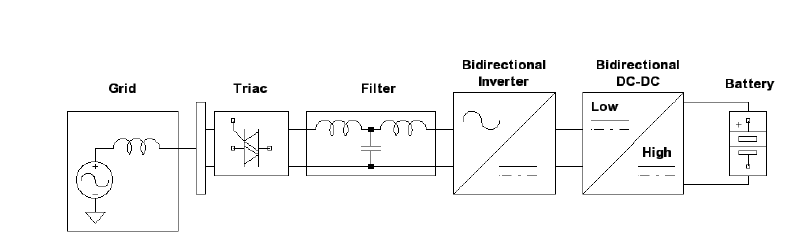 Grid
Triac
Filter
Bidirectional
Inverter
Bidirectional
DC-DC
Battery
Low
High
+
-
+